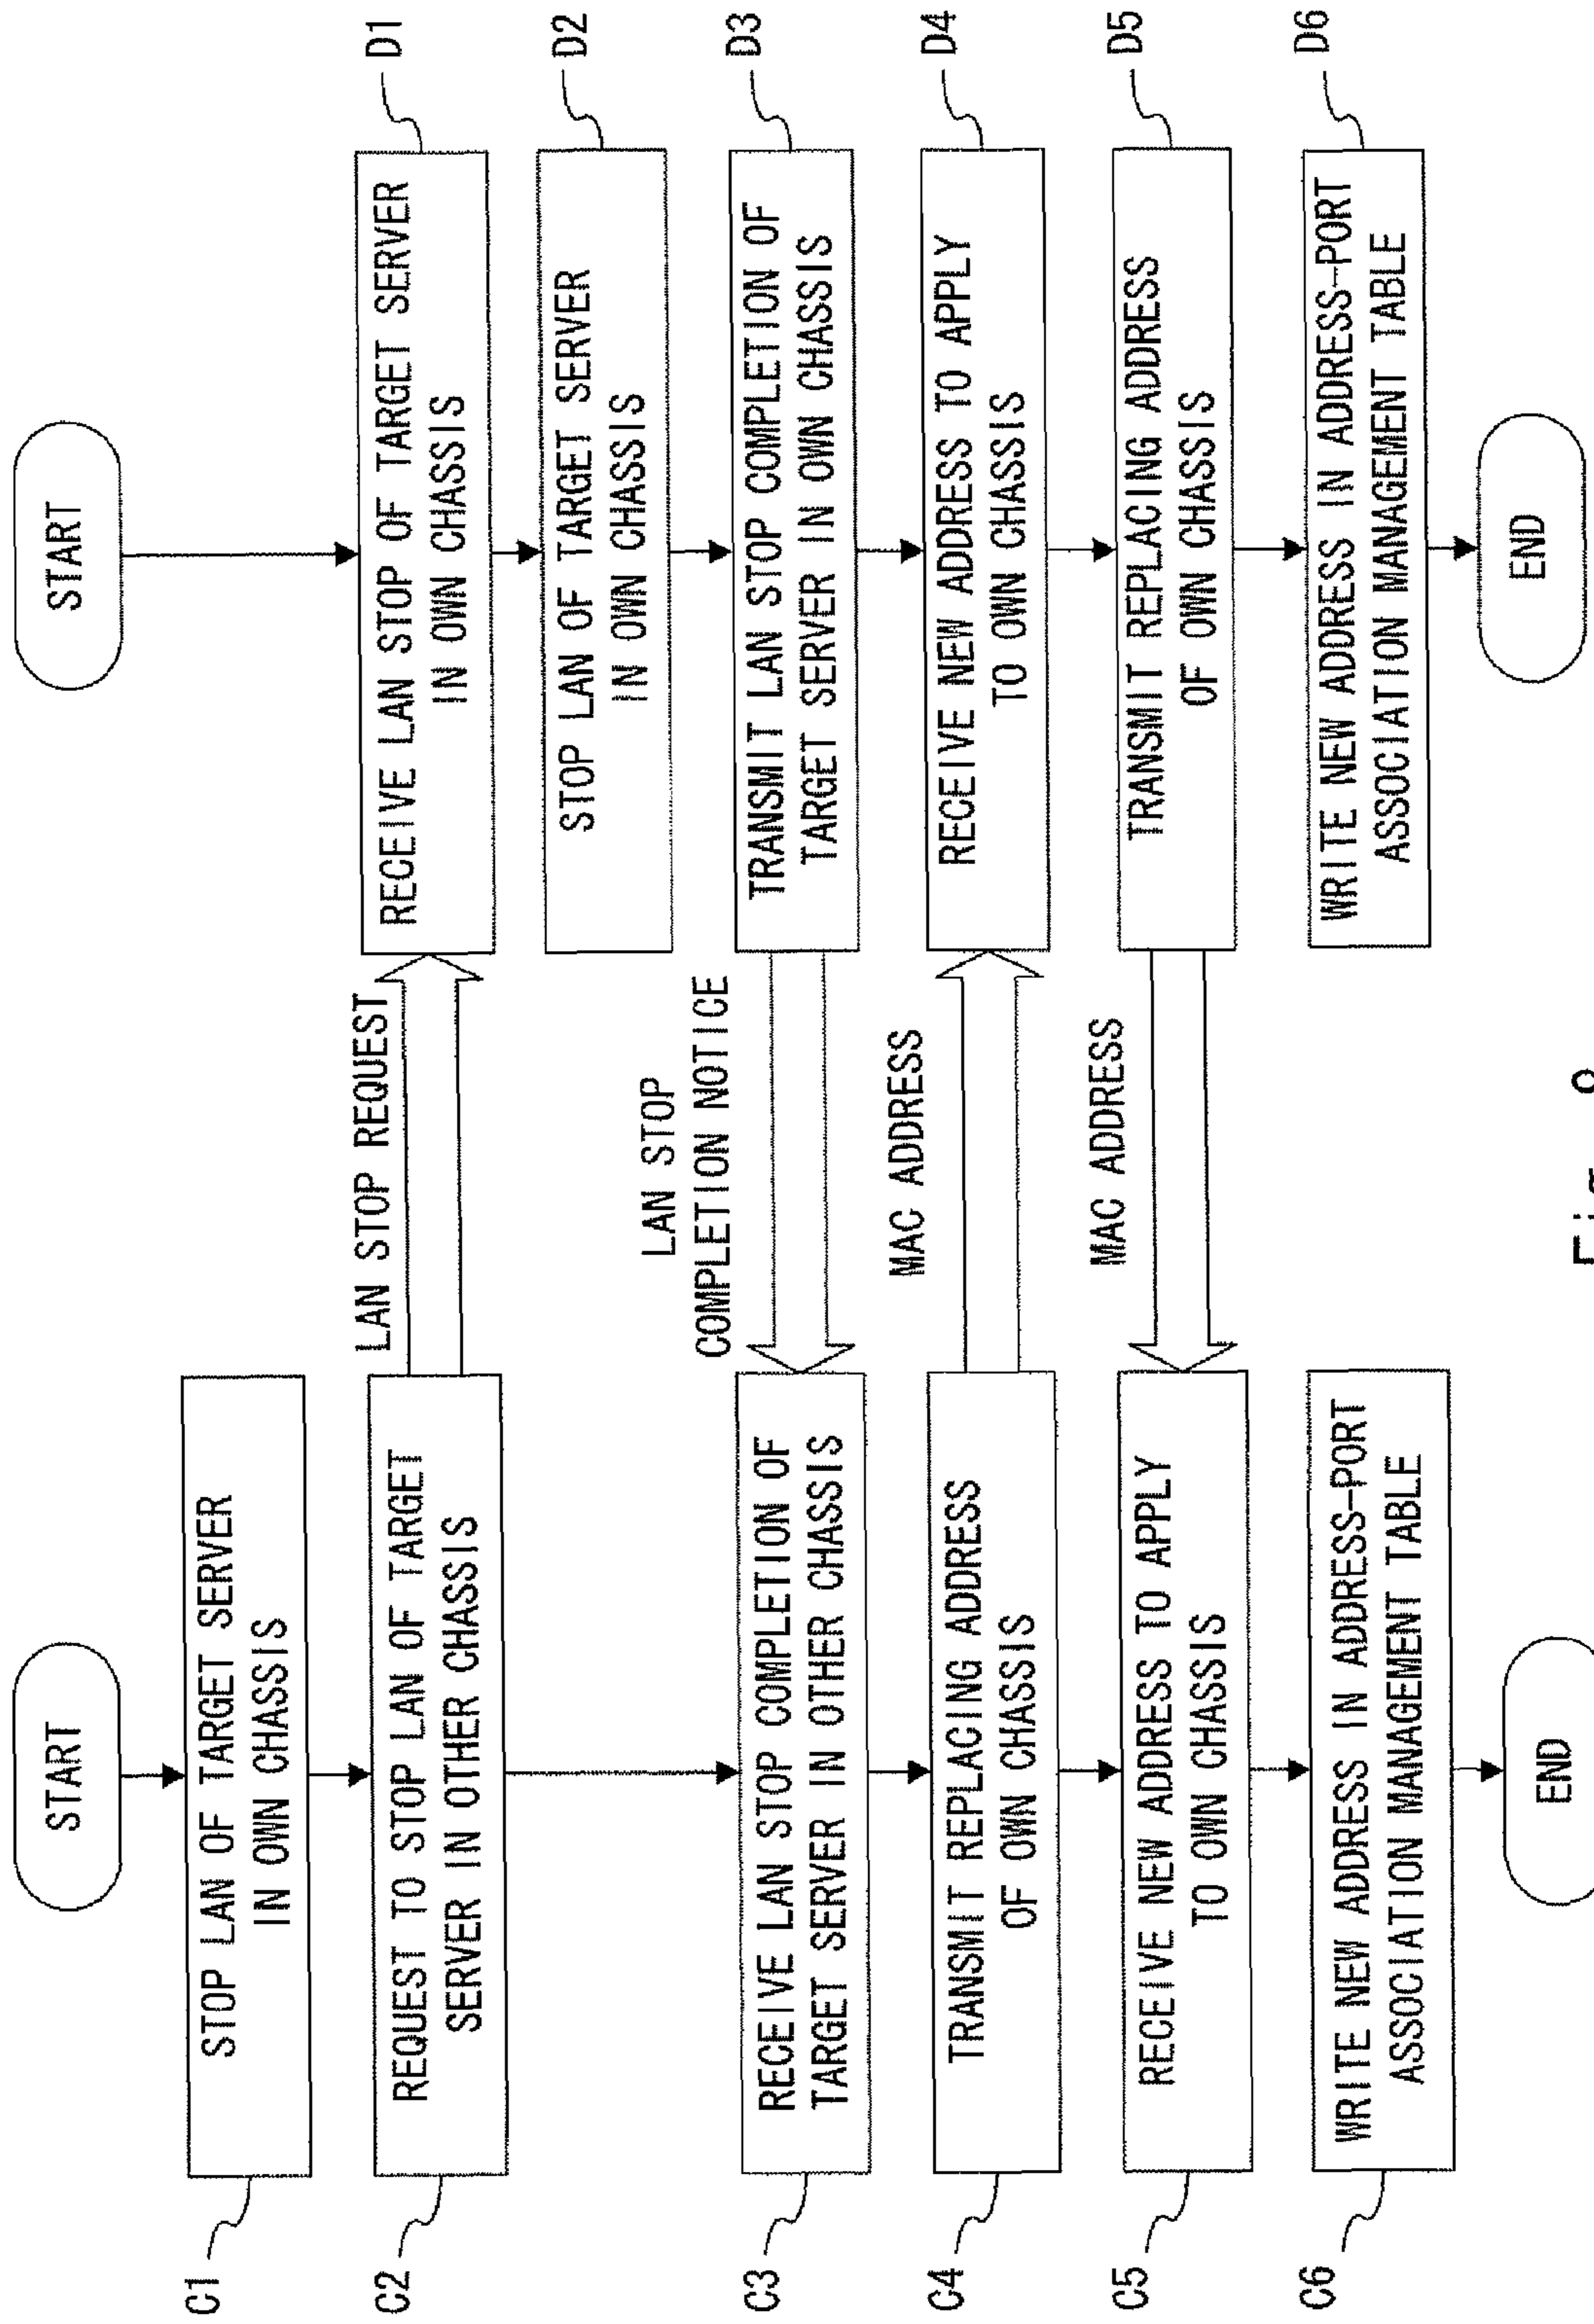 START
C1
STOP LAN OF TARGET SERVER
IN OWN CHASSIS
C2
REQUEST TO STOP LAN OF TARGET
SERVER IN OTHER CHASSIS
C3
RECEIVE LAN STOP COMPLETION OF
TARGET SERVER IN OTHER CHASSIS
C4
TRANSMIT REPLACING ADDRESS
OF OWN CHASSIS
C5
RECEIVE NEW ADDRESS TO APPLY
TO OWN CHASSIS
C6
WRITE NEW ADDRESS IN ADDRESS-PORT
ASSOCIATION MANAGEMENT TABLE
END
LAN STOP REQUEST
LAN STOP
COMPLETION NOTICE
MAC ADDRESS
MAC ADDRESS
START
RECEIVE LAN STOP OF TARGET SERVER
IN OWN CHASSIS
D1
STOP LAN OF TARGET SERVER
IN OWN CHASSIS
D2
TRANSMIT LAN STOP COMPLETION OF
TARGET SERVER IN OWN CHASSIS
D3
RECEIVE NEW ADDRESS TO APPLY
TO OWN CHASSIS
D4
TRANSMIT REPLACING ADDRESS
OF OWN CHASSIS
D5
WRITE NEW ADDRESS IN ADDRESS-PORT
ASSOCIATION MANAGEMENT TABLE
D6
END